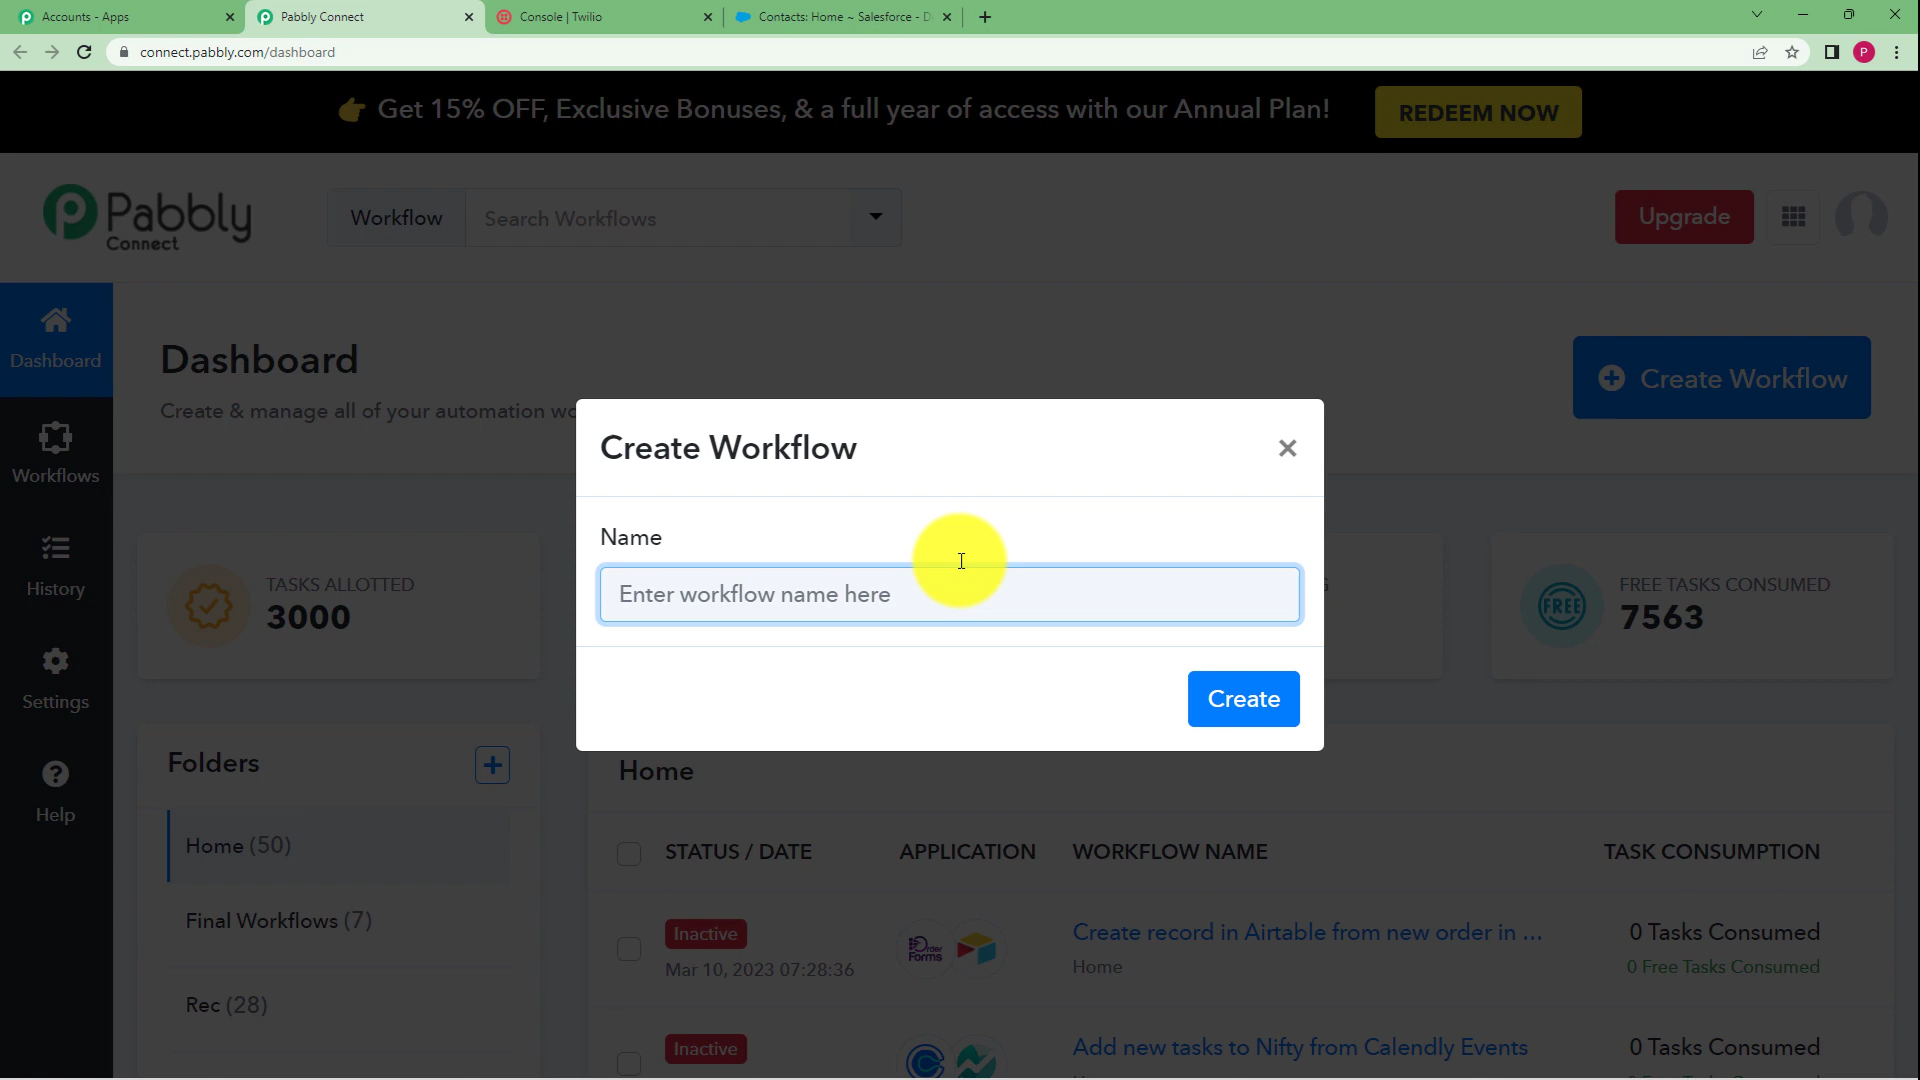 Accounts - Apps
Pabbly Connect
Console | Twilio
Contacts: Home ~ Salesforce - D
connect.pabbly.com/dashboard
P
👉 Get 15% OFF, Exclusive Bonuses, & a full year of access with our Annual Plan!
REDEEM NOW
Pabbly
Connect
Workflow
Search Workflows
Upgrade
Dashboard
Dashboard
Create & manage all of your automation wo
Create Workflow
Workflows
Create Workflow
Name
Enter workflow name here
Create
History
TASKS ALLOTTED
3000
G
FREE
FREE TASKS CONSUMED
7563
Settings
Help
Folders
Home (50)
Final Workflows (7)
Rec (28)
Home
STATUS / DATE
APPLICATION
WORKFLOW NAME
TASK CONSUMPTION
Inactive
Mar 10, 2023 07:28:36
Order
Forms
Create record in Airtable from new order in ...
Home
0 Tasks Consumed
0 Free Tasks Consumed
Inactive
Add new tasks to Nifty from Calendly Events
0 Tasks Consumed